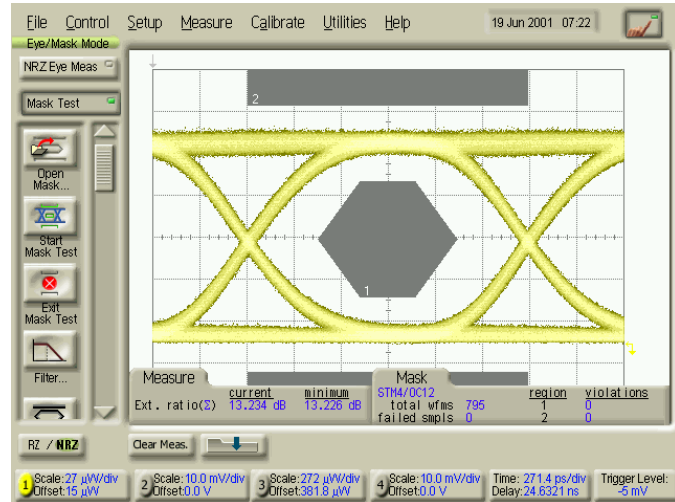 File Control Setup Measure Calibrate Utilities Help 19 Jun 2001 07:22
Eye/Mask Mode
NRZ Eye Meas
Mask Test
Open
Mask...
Start
Mask Test
Exit
Mask Test
Filter...
2
1
Measure
current minimum
Ext. ratio(Σ) 13.234 dB 13.226 dB
Mask
STM4/OC12 region violations
total wfms 795 1 0
failed smpls 0 2 0
RZ / NRZ
Clear Meas.
1 Scale:27 µW/div
Offset:15 µW
2 Scale:10.0 mV/div
Offset:0.0 V
3 Scale:272 µW/div
Offset:381.8 µW
4 Scale:10.0 mV/div
Offset:0.0 V
Time: 271.4 ps/div
Delay:24.6321 ns
Trigger Level:
-5 mV